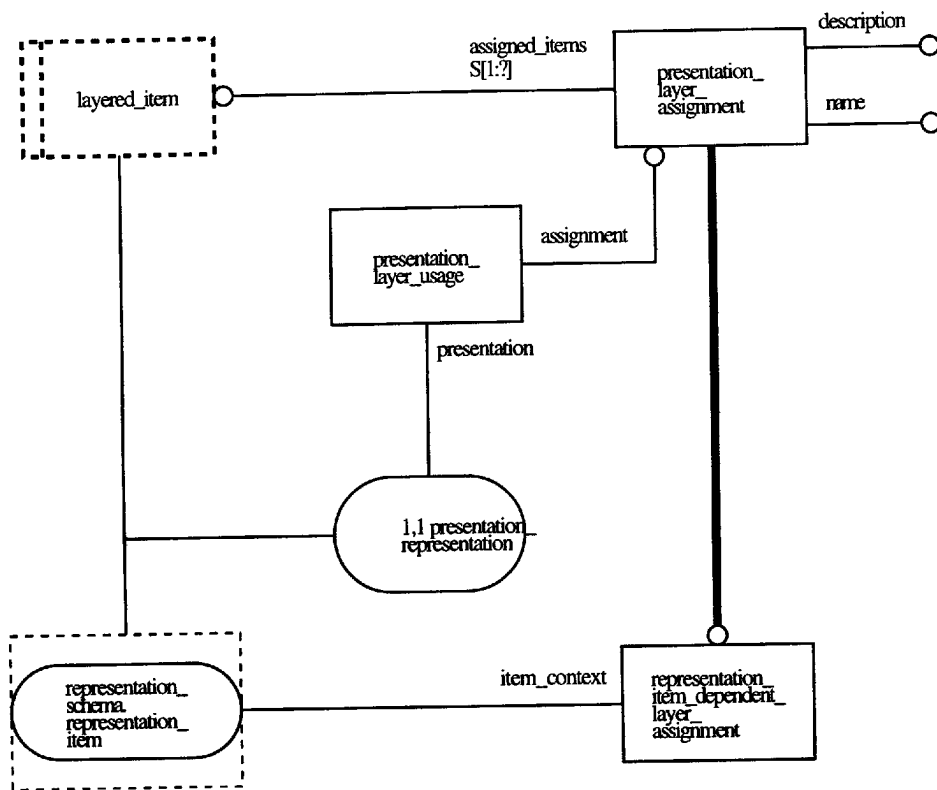 description
assigned_items
S[1:?]
layered_item
presentation_
layer_
assignment
name
assignment
presentation_
layer_usage
presentation
1,1 presentation_
representation
item_context
representation_
schema.
representation_
item
representation_
item_dependent_
layer_
assignment